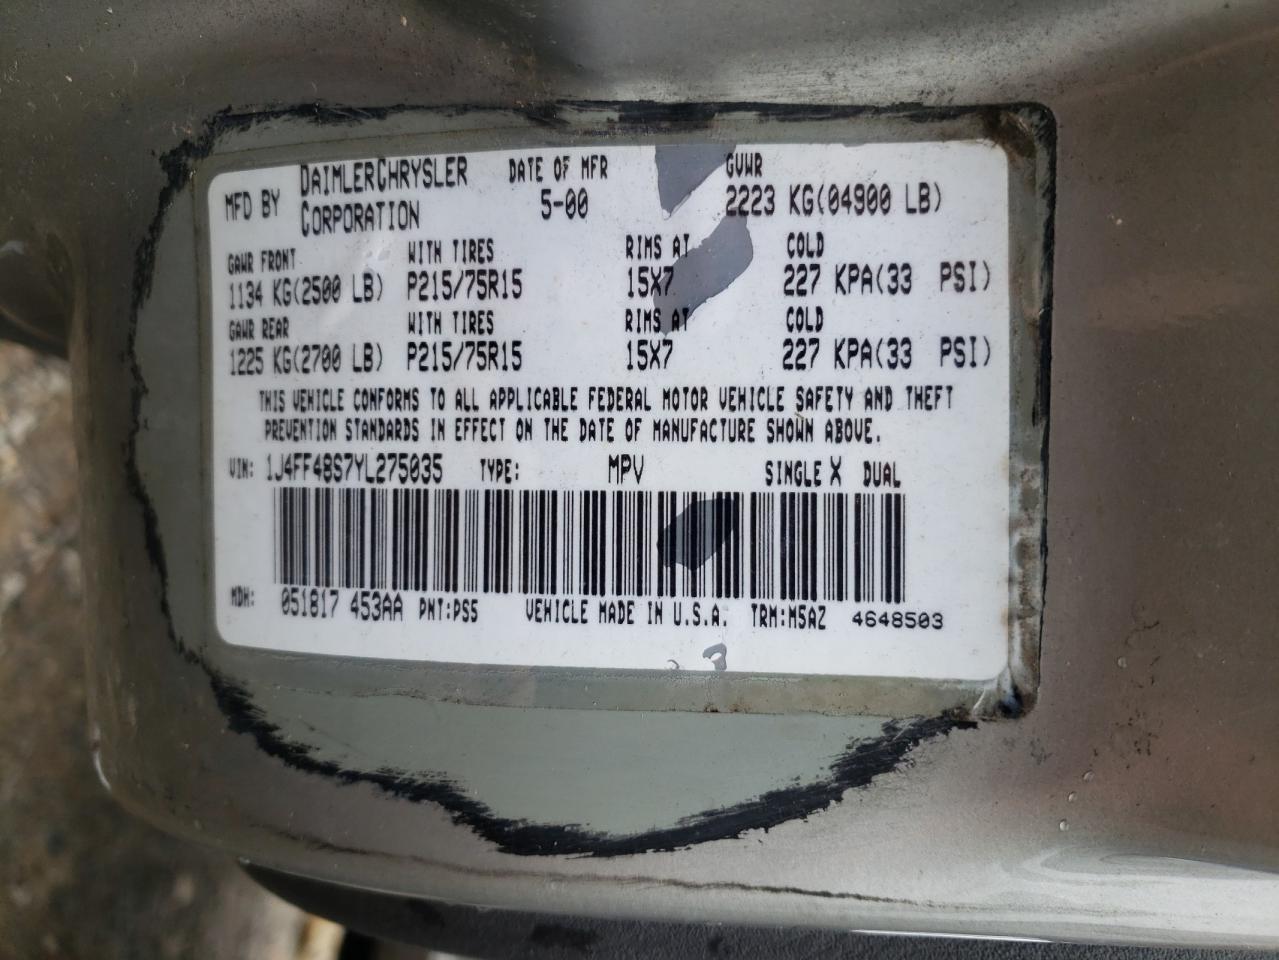 MFD BY DAIMLERCHRYSLER CORPORATION DATE OF MFR 5-00 GVWR 2223 KG(04900 LB)
GAWR FRONT WITH TIRES RIMS AT COLD
1134 KG(2500 LB) P215/75R15 15X7 227 KPA(33 PSI)
GAWR REAR WITH TIRES RIMS AT COLD
1225 KG(2700 LB) P215/75R15 15X7 227 KPA(33 PSI)
THIS VEHICLE CONFORMS TO ALL APPLICABLE FEDERAL MOTOR VEHICLE SAFETY AND THEFT
PREVENTION STANDARDS IN EFFECT ON THE DATE OF MANUFACTURE SHOWN ABOVE.
VIN: 1J4FF48S7YL275035 TYPE: MPV SINGLE X DUAL
MDH: 051817 453AA PNT:PS5 VEHICLE MADE IN U.S.A. TRM:M5AZ 4648503